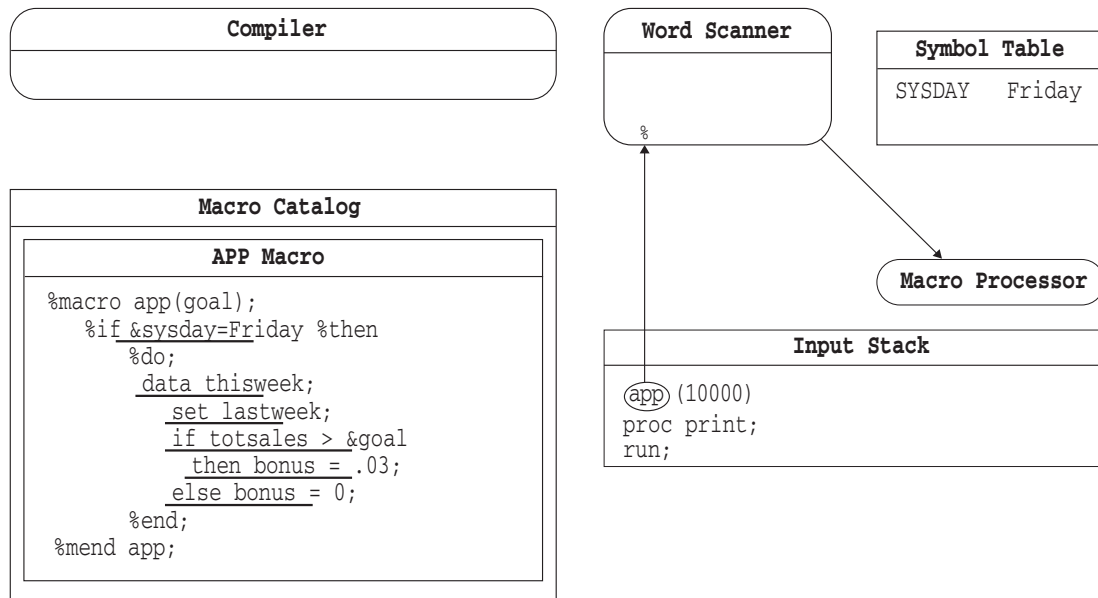 Compiler
Word Scanner
%
Symbol Table
SYSDAY Friday
Macro Catalog
APP Macro
%macro app(goal);
%if &sysday=Friday %then
%do;
data thisweek;
set lastweek;
if totsales > &goal
then bonus = .03;
else bonus = 0;
%end;
%mend app;
Macro Processor
Input Stack
app (10000)
proc print;
run;